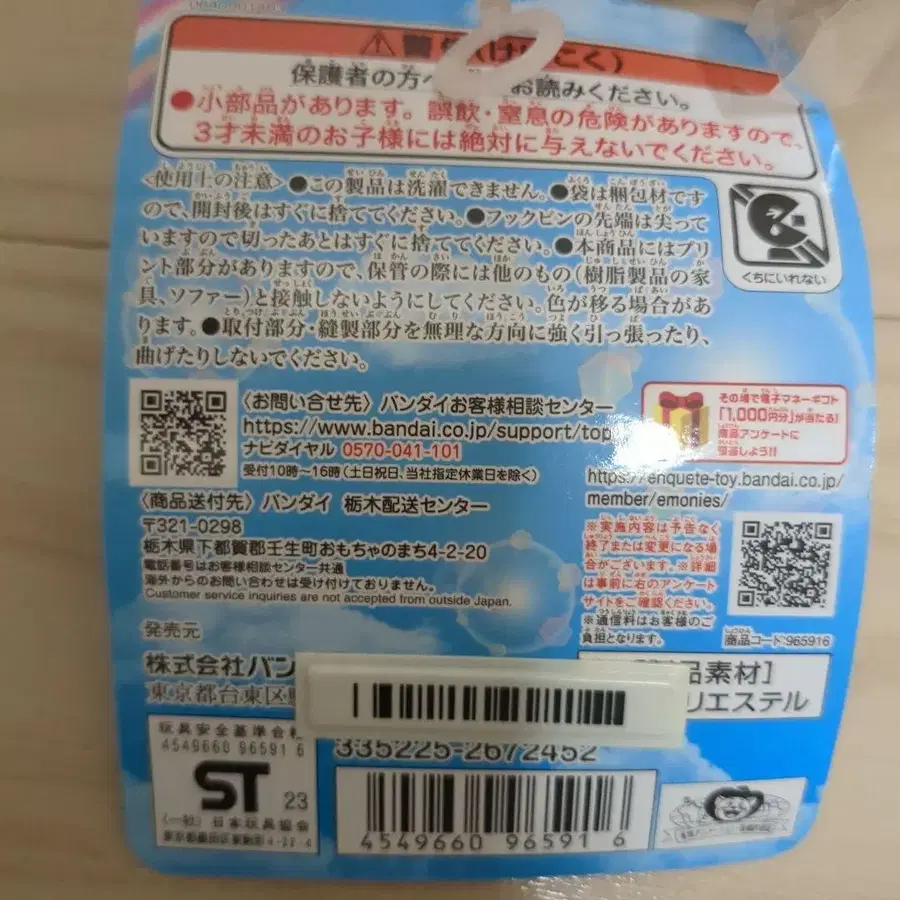 ⚠警告(けいこく)
保護者の方へ お読みください。
●小部品があります。誤飲・窒息の危険がありますので、
3才未満のお子様には絶対に与えないでください。
〈使用上の注意〉●この製品は洗濯できません。●袋は梱包材です
ので、開封後はすぐに捨ててください。●フックピンの先端は尖って
いますので切ったあとはすぐに捨ててください。●本商品にはプリ
ント部分がありますので、保管の際には他のもの(樹脂製品の家
具、ソファー)と接触しないようにしてください。色が移る場合があ
ります。●取付部分・縫製部分を無理な方向に強く引っ張ったり、
曲げたりしないでください。
くちにいれない
〈お問い合せ先〉バンダイお客様相談センター
https://www.bandai.co.jp/support/top
ナビダイヤル 0570-041-101
受付10時〜16時(土日祝日、当社指定休業日を除く)
〈商品送付先〉バンダイ 栃木配送センター
〒321-0298
栃木県下都賀郡壬生町おもちゃのまち4-2-20
電話番号はお客様相談センター共通
海外からのお問い合わせは受け付けておりません。
Customer service inquiries are not accepted from outside Japan.
その場で電子マネーギフト
「1,000円分」が当たる!
商品アンケートに
登録しよう!!
https://enquete-toy.bandai.co.jp/
member/emonies/
※実施内容は予告なく
終了または変更になる場
合がございます。※詳細
は事前に右のアンケート
サイトをご確認ください。
※通信料はお客様のご
負担となります。
商品コード:965916
発売元
株式会社バン
東京都台東区
品素材]
リエステル
玩具安全基準合格
4549660 96591 6
ST 23
(一社) 日本玩具協会
335225-2672452
4549660 965916